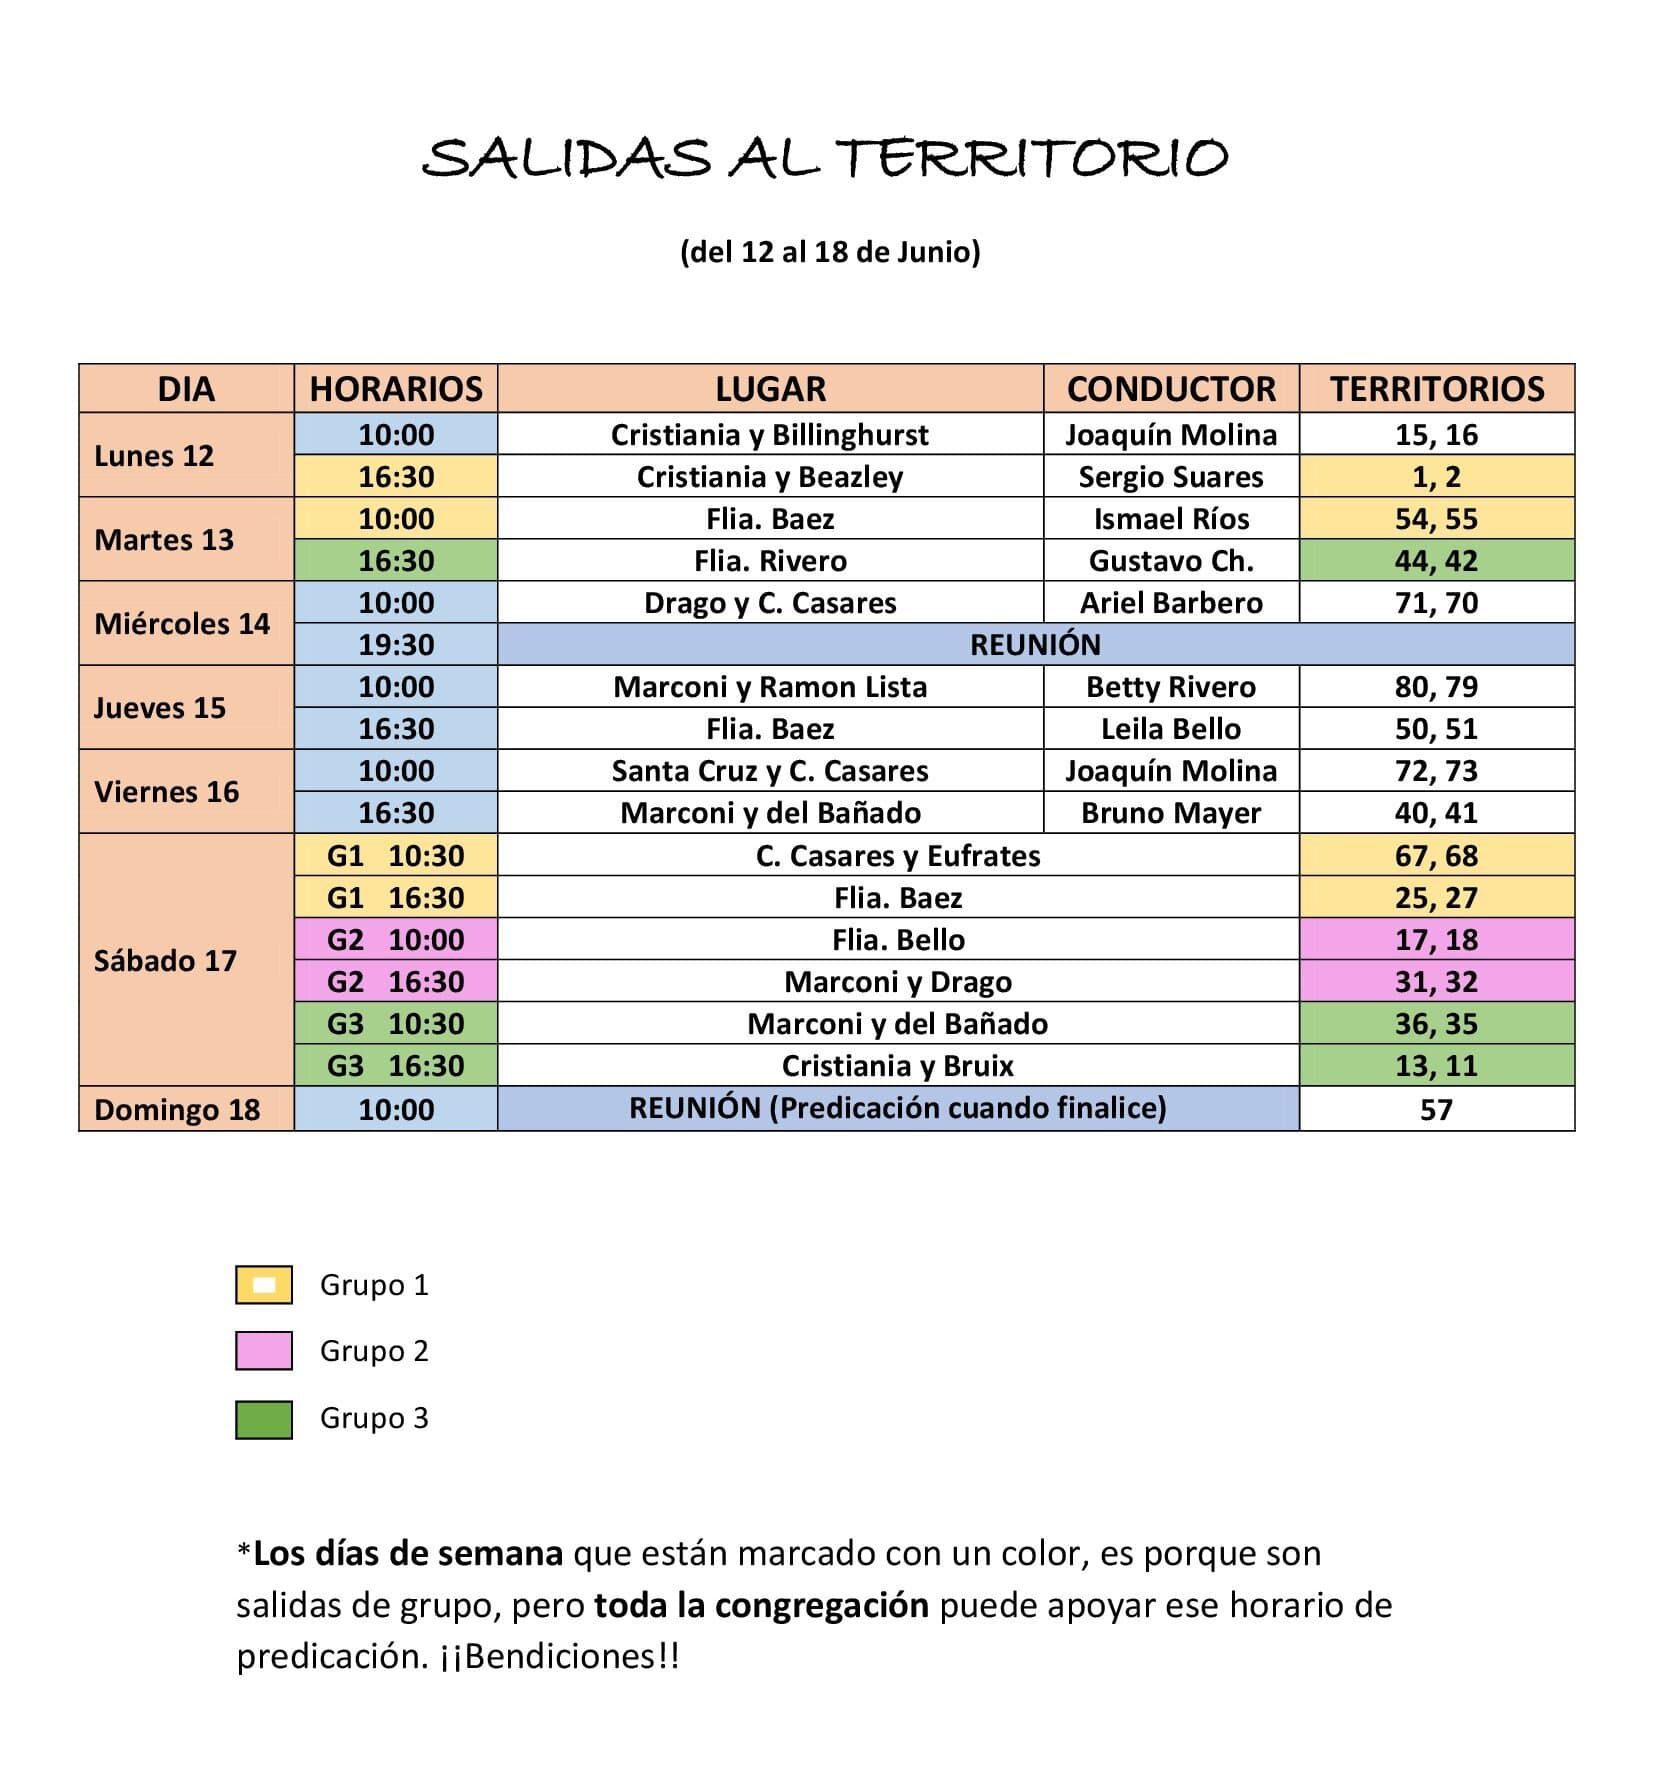 SALIDAS AL TERRITORIO
(del 12 al 18 de Junio)
DIA HORARIOS LUGAR CONDUCTOR TERRITORIOS
Lunes 12
10:00 Cristiania y Billinghurst Joaquín Molina 15, 16
16:30 Cristiania y Beazley Sergio Suares 1, 2
Martes 13
10:00 Flia. Baez Ismael Ríos 54, 55
16:30 Flia. Rivero Gustavo Ch. 44, 42
Miércoles 14
10:00 Drago y C. Casares Ariel Barbero 71, 70
19:30 REUNIÓN
Jueves 15
10:00 Marconi y Ramon Lista Betty Rivero 80, 79
16:30 Flia. Baez Leila Bello 50, 51
Viernes 16
10:00 Santa Cruz y C. Casares Joaquín Molina 72, 73
16:30 Marconi y del Bañado Bruno Mayer 40, 41
Sábado 17
G1 10:30 C. Casares y Eufrates 67, 68
G1 16:30 Flia. Baez 25, 27
G2 10:00 Flia. Bello 17, 18
G2 16:30 Marconi y Drago 31, 32
G3 10:30 Marconi y del Bañado 36, 35
G3 16:30 Cristiania y Bruix 13, 11
Domingo 18 10:00 REUNIÓN (Predicación cuando finalice) 57
Grupo 1
Grupo 2
Grupo 3
*Los días de semana que están marcado con un color, es porque son
salidas de grupo, pero toda la congregación puede apoyar ese horario de
predicación. ¡¡Bendiciones!!